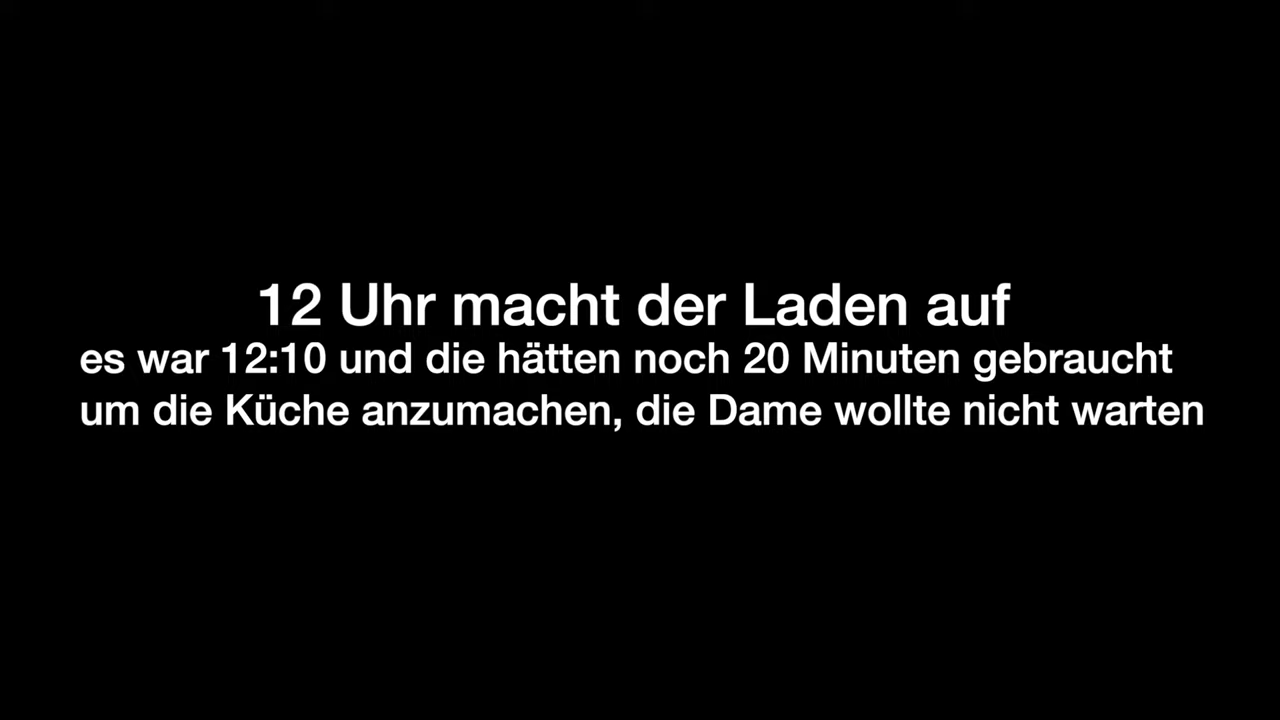 12 Uhr macht der Laden auf
es war 12:10 und die hätten noch 20 Minuten gebraucht
um die Küche anzumachen, die Dame wollte nicht warten